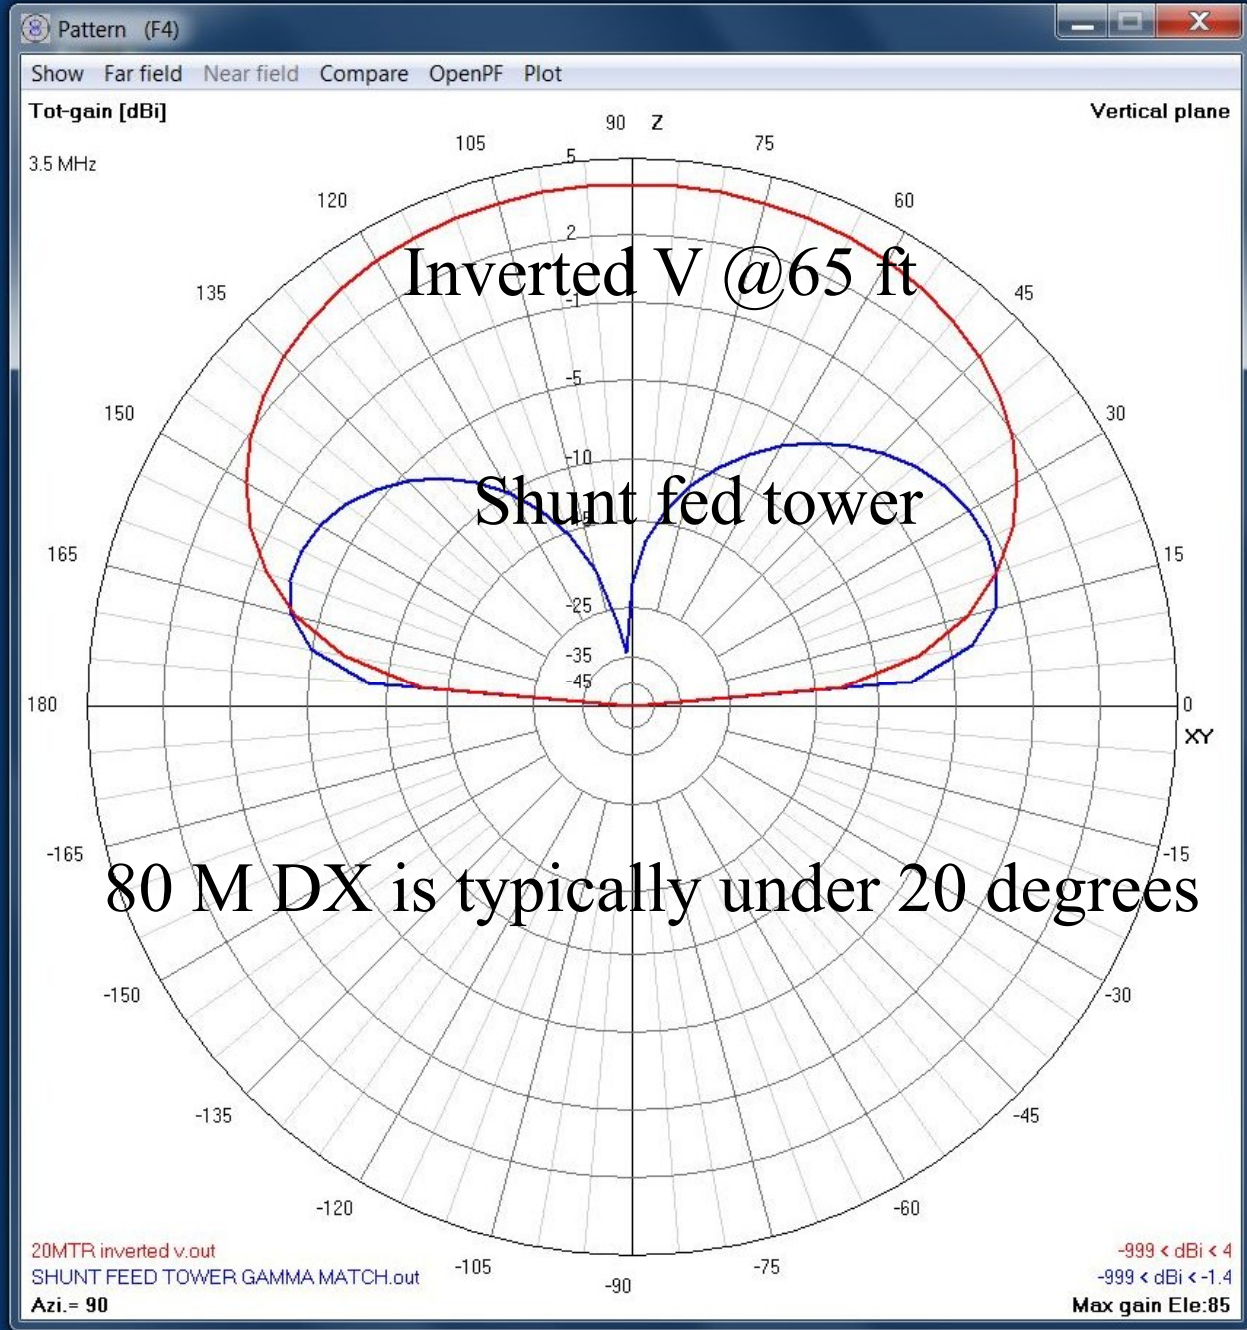 Pattern (F4)
Show Far field Near field Compare OpenPF Plot
Tot-gain [dBi]
Vertical plane
3.5 MHz
90 Z
105
75
5
120
60
2
Inverted V @65 ft
135
45
-1
-5
150
30
-10
Shunt fed tower
165
15
-25
-35
45
180
0
XY
-165
-15
80 M DX is typically under 20 degrees
-150
-30
-135
-45
-120
-60
-105
-75
-90
20MTR inverted v.out
-999 < dBi < 4
SHUNT FEED TOWER GAMMA MATCH.out
-999 < dBi < -1.4
Azi.= 90
Max gain Ele:85